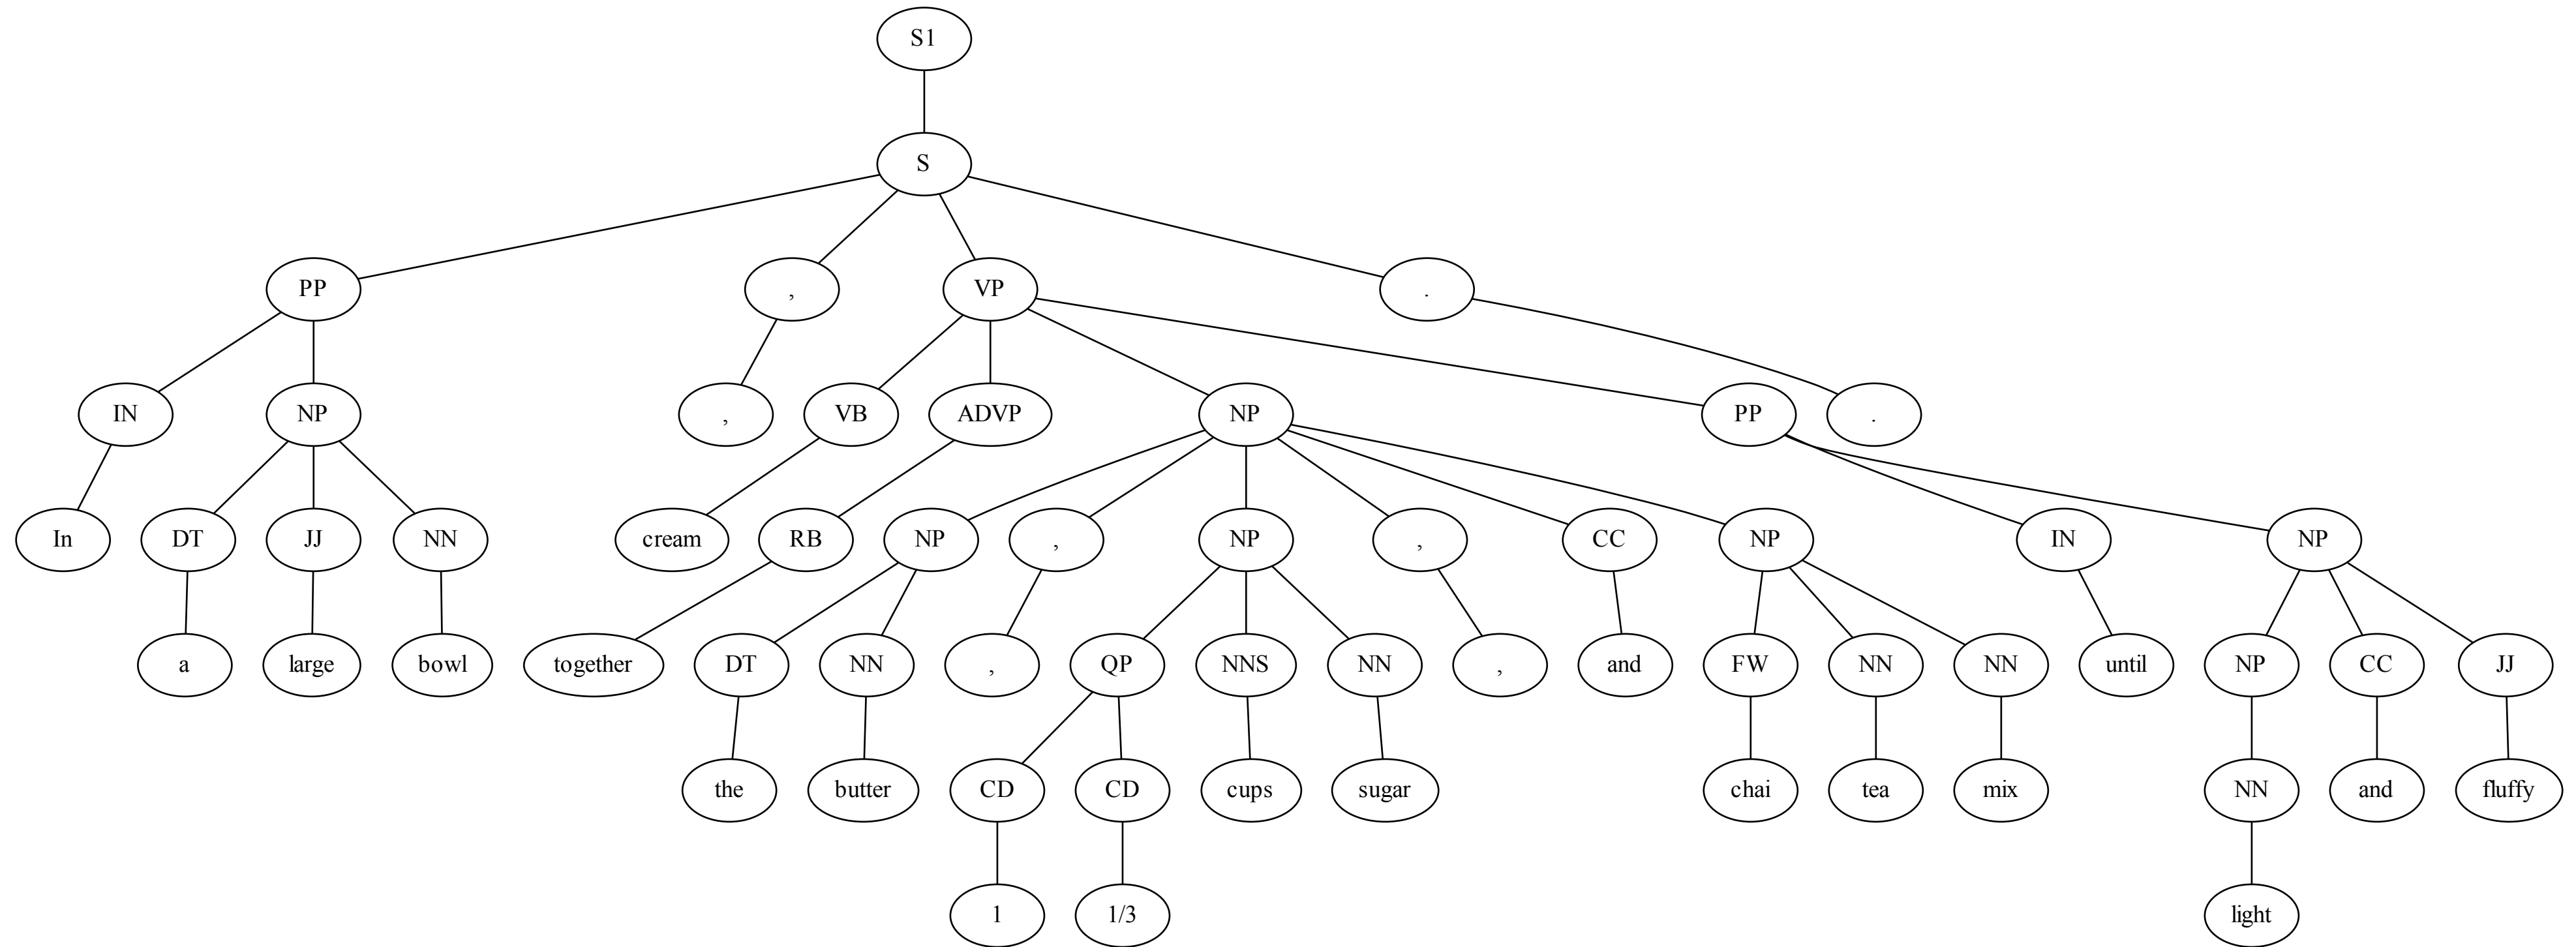 S1
S
PP , VP .
IN NP , VB ADVP NP PP .
In DT JJ NN cream RB NP , NP , CC NP IN NP
a large bowl together DT NN , QP NNS NN , and FW NN NN until NP CC JJ
the butter CD CD cups sugar chai tea mix NN and fluffy
1 1/3 light